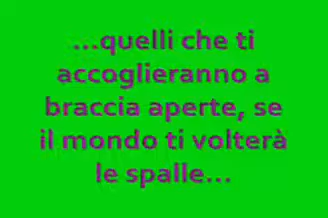 ...quelli che ti
accoglieranno a
braccia aperte, se
il mondo ti volterà
le spalle...